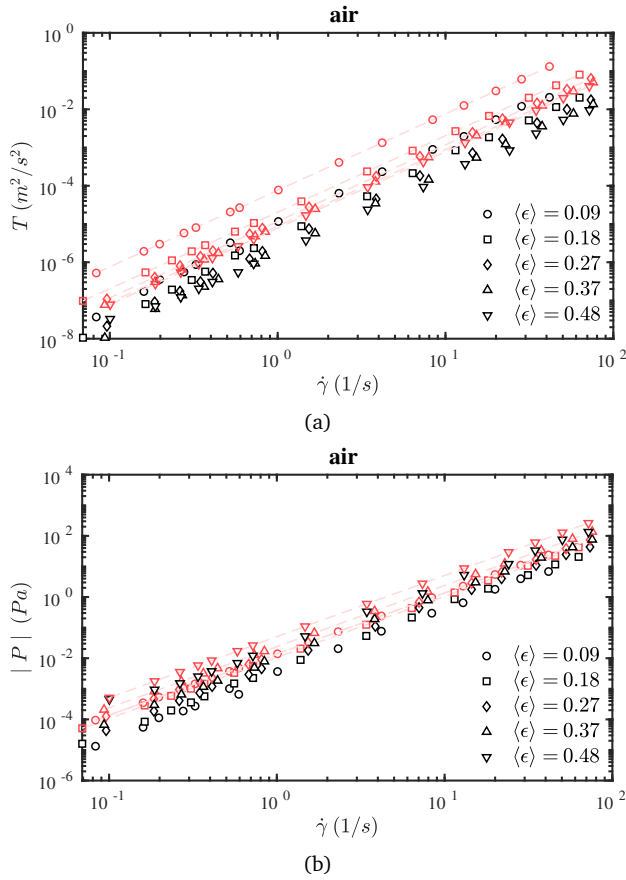 air
10^0
10^-2
10^-4
10^-6
10^-8
T (m^2/s^2)
⟨ϵ⟩ = 0.09
⟨ϵ⟩ = 0.18
⟨ϵ⟩ = 0.27
⟨ϵ⟩ = 0.37
⟨ϵ⟩ = 0.48
10^-1 10^0 10^1 10^2
γ̇ (1/s)
(a)
air
10^4
10^2
10^0
10^-2
10^-4
10^-6
| P | (Pa)
⟨ϵ⟩ = 0.09
⟨ϵ⟩ = 0.18
⟨ϵ⟩ = 0.27
⟨ϵ⟩ = 0.37
⟨ϵ⟩ = 0.48
10^-1 10^0 10^1 10^2
γ̇ (1/s)
(b)